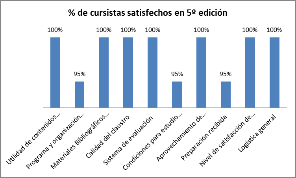 % de cursistas satisfechos en 5º edición
100%
95%
100%
100%
100%
95%
100%
95%
100%
100%
Utilidad de contenidos...
Programa y organización...
Materiales Bibliográficos...
Calidad del claustro
Sistema de evaluación
Condiciones para estudio...
Aprovechamiento de...
Preparación recibida
Nivel de satisfacción de...
Logística general